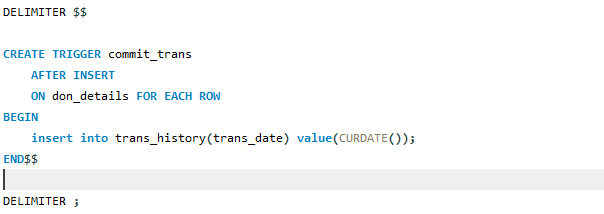 DELIMITER $$
CREATE TRIGGER commit_trans
AFTER INSERT
ON don_details FOR EACH ROW
BEGIN
insert into trans_history(trans_date) value(CURDATE());
END$$
DELIMITER ;